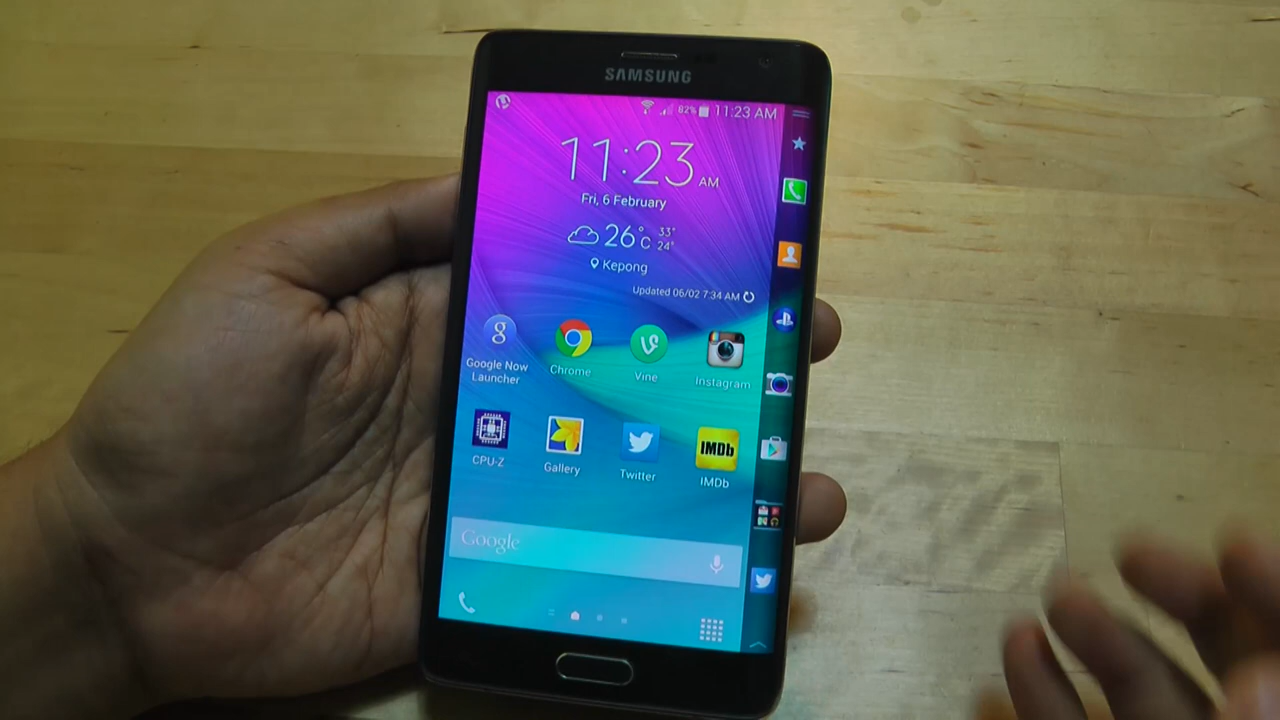 SAMSUNG
82% 11:23 AM
11:23 AM
Fri, 6 February
26°C 33° 24°
Kepong
Updated 06/02 7:34 AM
g
Google Now Launcher
Chrome
Vine
Instagram
CPU-Z
Gallery
Twitter
IMDb
IMDb
Google